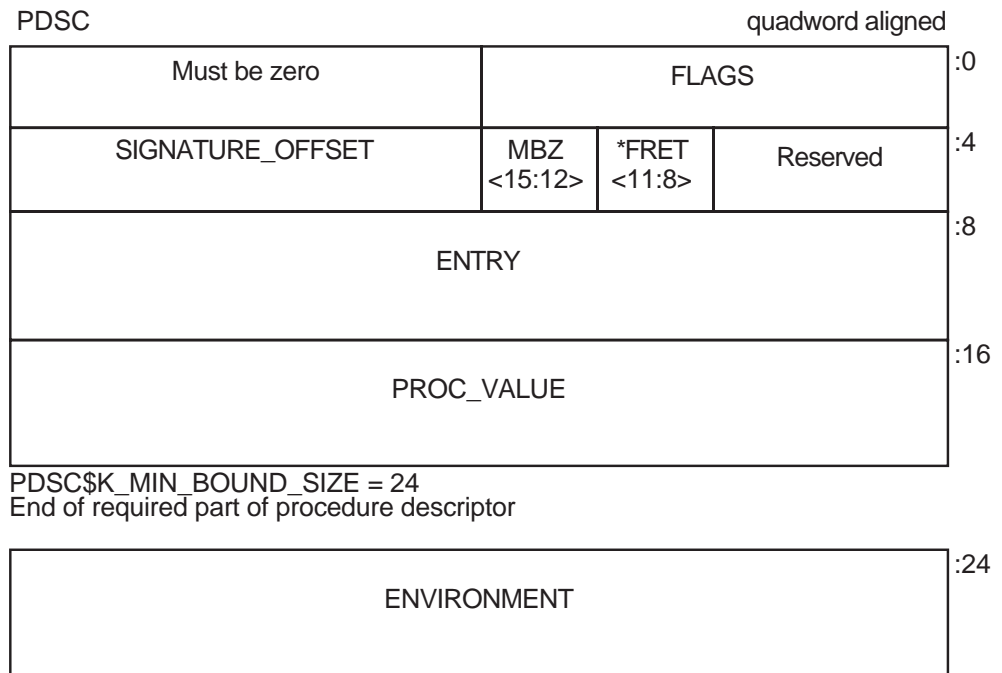 PDSC quadword aligned
Must be zero FLAGS :0
SIGNATURE_OFFSET MBZ *FRET Reserved :4
<15:12> <11:8>
:8
ENTRY
:16
PROC_VALUE
PDSC$K_MIN_BOUND_SIZE = 24
End of required part of procedure descriptor
:24
ENVIRONMENT